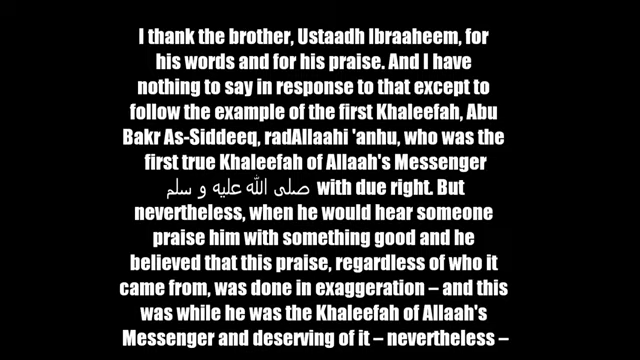 I thank the brother, Ustaadh Ibraaheem, for
his words and for his praise. And I have
nothing to say in response to that except to
follow the example of the first Khaleefah, Abu
Bakr As-Siddeeq, radAllaahi 'anhu, who was the
first true Khaleefah of Allaah's Messenger
صلى الله عليه و سلم with due right. But
nevertheless, when he would hear someone
praise him with something good and he
believed that this praise, regardless of who it
came from, was done in exaggeration – and this
was while he was the Khaleefah of Allaah's
Messenger and deserving of it – nevertheless –